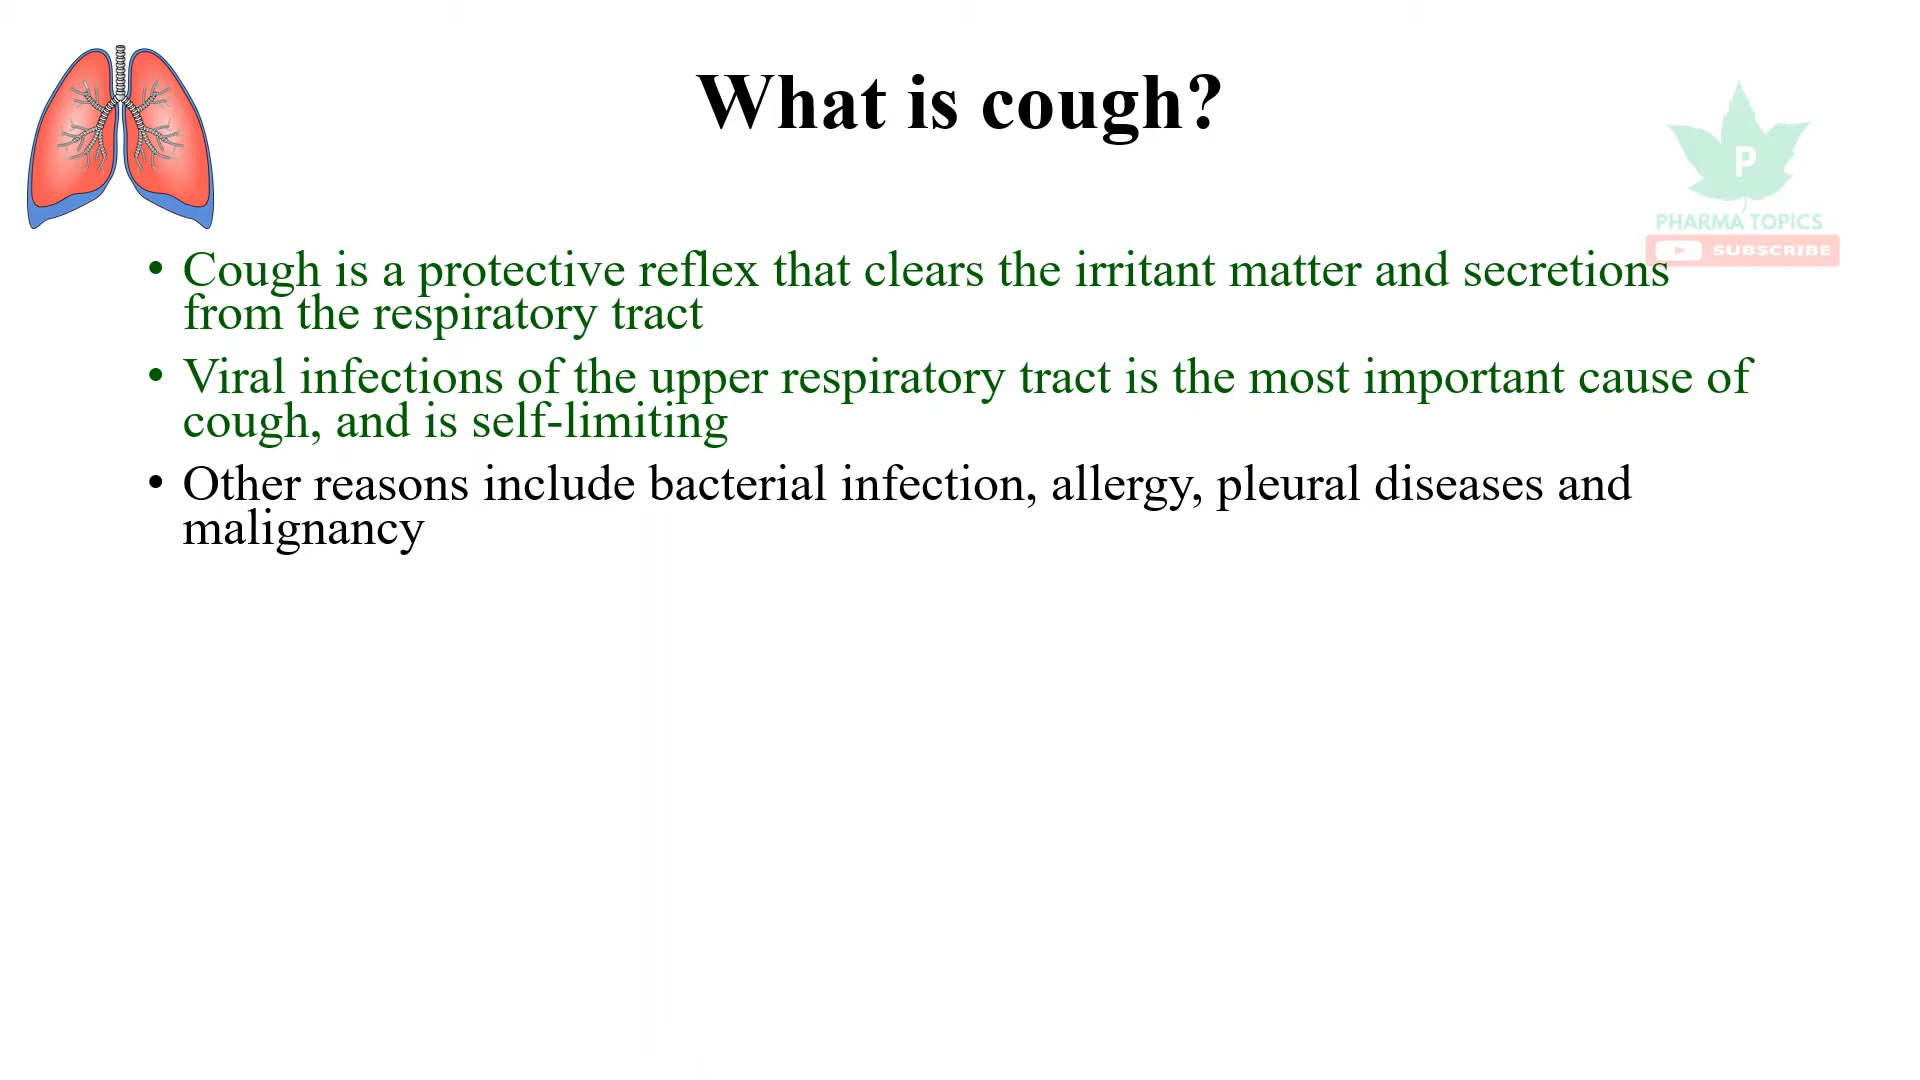 What is cough?
P
PHARMA TOPICS
SUBSCRIBE
• Cough is a protective reflex that clears the irritant matter and secretions
from the respiratory tract
• Viral infections of the upper respiratory tract is the most important cause of
cough, and is self-limiting
• Other reasons include bacterial infection, allergy, pleural diseases and
malignancy